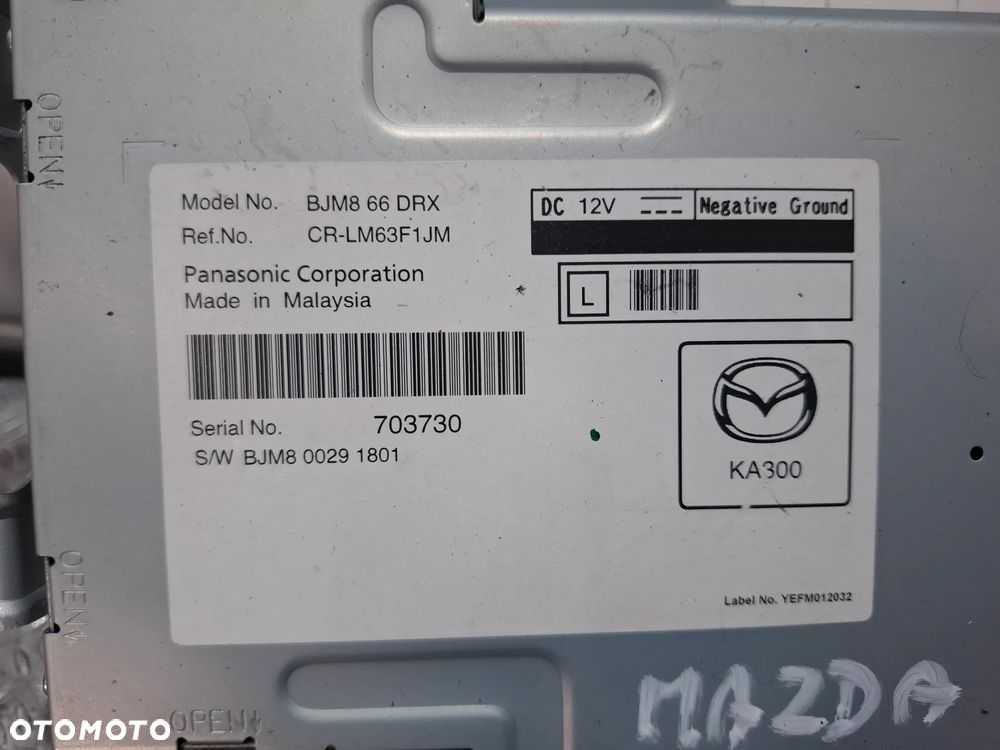 OPEN
Model No. BJM8 66 DRX
Ref.No. CR-LM63F1JM
DC 12V Negative Ground
Panasonic Corporation
Made in Malaysia
L
Serial No. 703730
S/W BJM8 0029 1801
KA300
Label No. YEFM012032
OPEN
MAZDA
OPEN
OTOMOTO